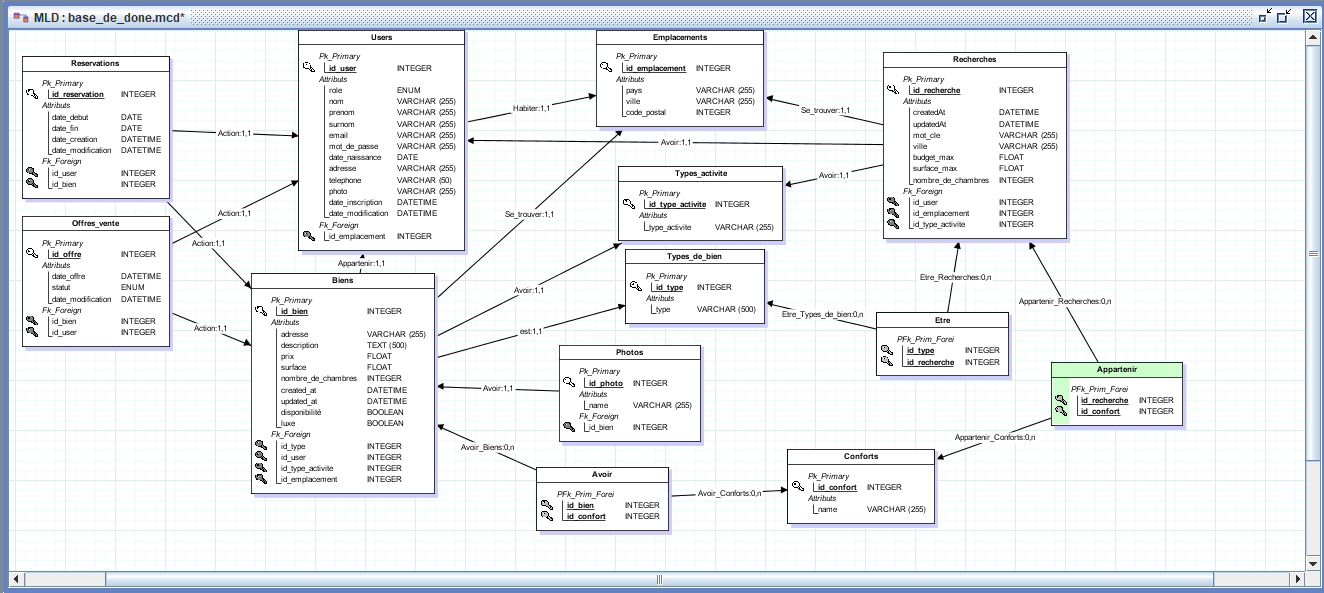 MLD : base_de_done.mcd*
Reservations
Pk_Primary
id_reservation INTEGER
Attributs
date_debut DATE
date_fin DATE
date_creation DATETIME
date_modification DATETIME
Fk_Foreign
id_user INTEGER
id_bien INTEGER
Users
Pk_Primary
id_user INTEGER
Attributs
role ENUM
nom VARCHAR (255)
prenom VARCHAR (255)
surnom VARCHAR (255)
email VARCHAR (255)
mot_de_passe VARCHAR (255)
date_naissance DATE
adresse VARCHAR (255)
telephone VARCHAR (50)
photo VARCHAR (255)
date_inscription DATETIME
date_modification DATETIME
Fk_Foreign
id_emplacement INTEGER
Emplacements
Pk_Primary
id_emplacement INTEGER
Attributs
pays VARCHAR (255)
ville VARCHAR (255)
code_postal INTEGER
Recherches
Pk_Primary
id_recherche INTEGER
Attributs
createdAt DATETIME
updatedAt DATETIME
mot_cle VARCHAR (255)
ville VARCHAR (255)
budget_max FLOAT
surface_max FLOAT
nombre_de_chambres INTEGER
Fk_Foreign
id_user INTEGER
id_emplacement INTEGER
id_type_activite INTEGER
Habiter:1,1
Se_trouver:1,1
Action:1,1
Avoir:1,1
Avoir:1,1
Types_activite
Pk_Primary
id_type_activite INTEGER
Attributs
type_activite VARCHAR (255)
Offres_vente
Pk_Primary
id_offre INTEGER
Attributs
date_offre DATETIME
statut ENUM
date_modification DATETIME
Fk_Foreign
id_bien INTEGER
id_user INTEGER
Action:1,1
Action:1,1
Se_trouver:1,1
Appartenir:1,1
Types_de_bien
Pk_Primary
id_type INTEGER
Attributs
type VARCHAR (500)
Biens
Pk_Primary
id_bien INTEGER
Attributs
adresse VARCHAR (255)
description TEXT (500)
prix FLOAT
surface FLOAT
nombre_de_chambres INTEGER
created_at DATETIME
updated_at DATETIME
disponibilité BOOLEAN
luxe BOOLEAN
Fk_Foreign
id_type INTEGER
id_user INTEGER
id_type_activite INTEGER
id_emplacement INTEGER
Action:1,1
Avoir:1,1
est:1,1
Etre_Recherches:0,n
Appartenir_Recherches:0,n
Etre_Types_de_bien:0,n
Etre
PFk_Prim_Forei
id_type INTEGER
id_recherche INTEGER
Photos
Pk_Primary
id_photo INTEGER
Attributs
name VARCHAR (255)
Fk_Foreign
id_bien INTEGER
Avoir:1,1
Appartenir
PFk_Prim_Forei
id_recherche INTEGER
id_confort INTEGER
Avoir_Biens:0,n
Appartenir_Conforts:0,n
Avoir
PFk_Prim_Forei
id_bien INTEGER
id_confort INTEGER
Avoir_Conforts:0,n
Conforts
Pk_Primary
id_confort INTEGER
Attributs
name VARCHAR (255)